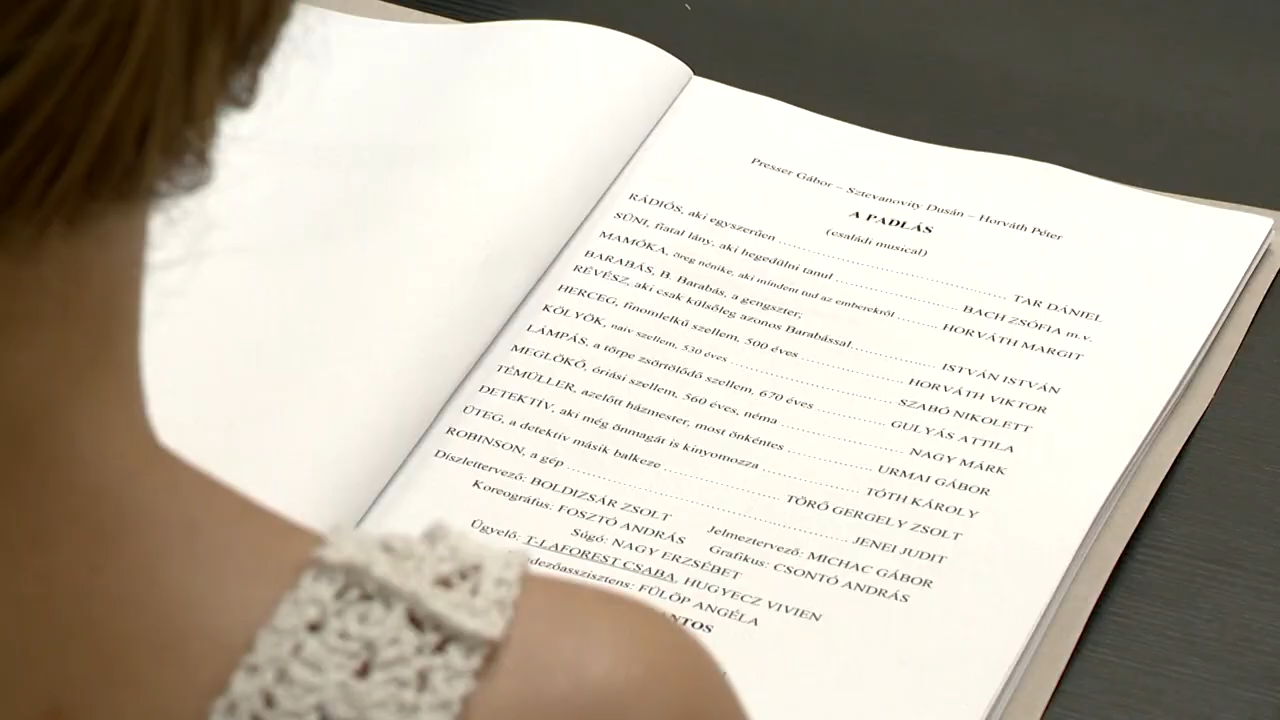 Presser Gábor – Sztevanovity Dusán – Horváth Péter
A PADLÁS
(családi musical)
RÁDIÓS, aki egyszerűen ........ TAR DÁNIEL
SÜNI, fiatal lány, aki hegedülni tanul ........ BACH ZSÓFIA m.v.
MAMÓKA, öreg nénike, aki mindent tud az emberekről ........ HORVÁTH MARGIT
BARABÁS, B. Barabás, a gengszter;
RÉVÉSZ, aki csak külsőleg azonos Barabással ........ ISTVÁN ISTVÁN
HERCEG, finomlelkű szellem, 500 éves ........ HORVÁTH VIKTOR
KÖLYÖK, naiv szellem, 530 éves ........ SZABÓ NIKOLETT
LÁMPÁS, a törpe zsörtölődő szellem, 670 éves ........ GULYÁS ATTILA
MEGLÖKŐ, óriási szellem, 560 éves, néma ........ NAGY MÁRK
TÉMÜLLER, azelőtt házmester, most önkéntes ........ URMAI GÁBOR
DETEKTÍV, aki még önmagát is kinyomozza ........ TÓTH KÁROLY
ÜTEG, a detektív másik balkeze ........ TÖRŐ GERGELY ZSOLT
ROBINSON, a gép ........ JENEI JUDIT
Díszlettervező: BOLDIZSÁR ZSOLT Jelmeztervező: MICHAC GÁBOR
Koreográfus: FOSZTÓ ANDRÁS Grafikus: CSONTÓ ANDRÁS
Súgó: NAGY ERZSÉBET
Ügyelő: T-LAFOREST CSABA, HUGYECZ VIVIEN
dezőasszisztens: FÜLÖP ANGÉLA